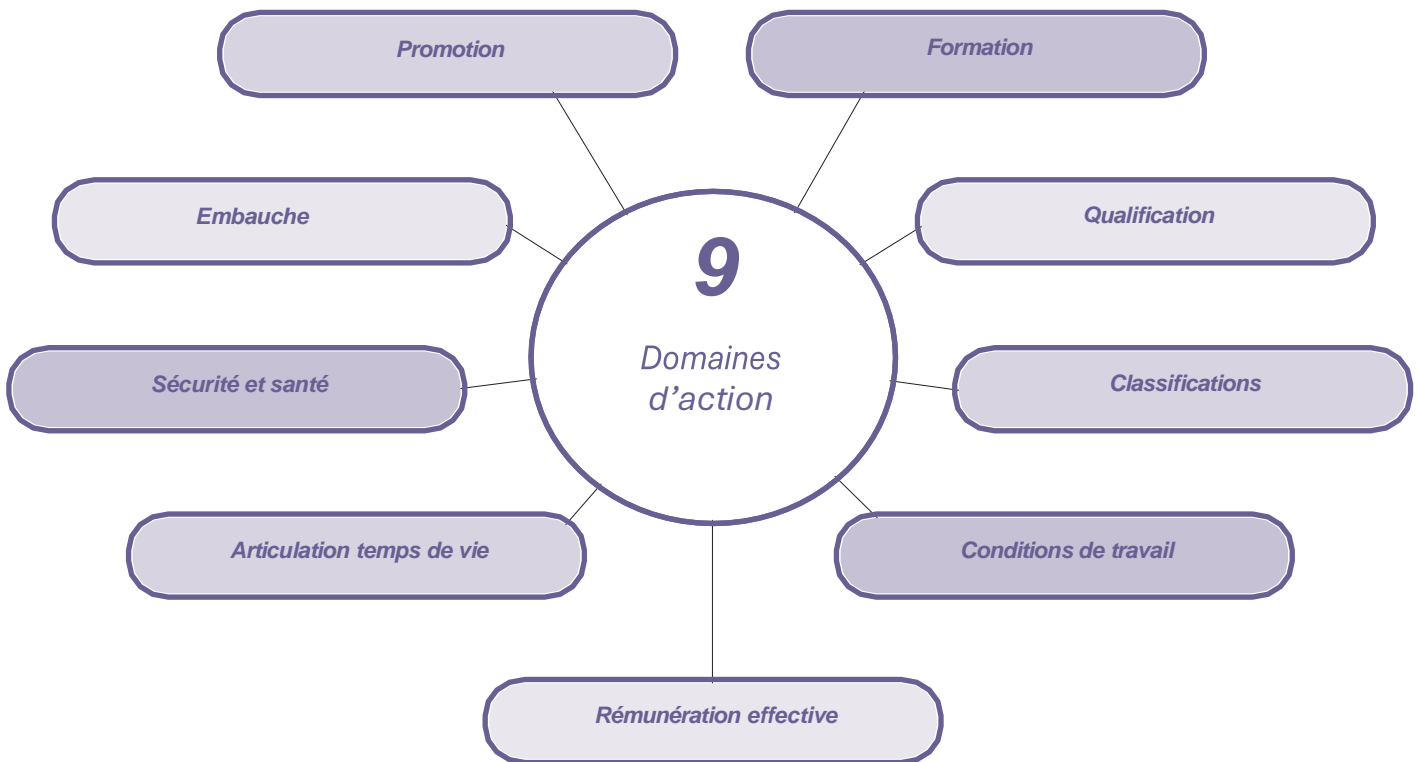 Promotion
Formation
Embauche
Qualification
9
Domaines
d’action
Sécurité et santé
Classifications
Articulation temps de vie
Conditions de travail
Rémunération effective